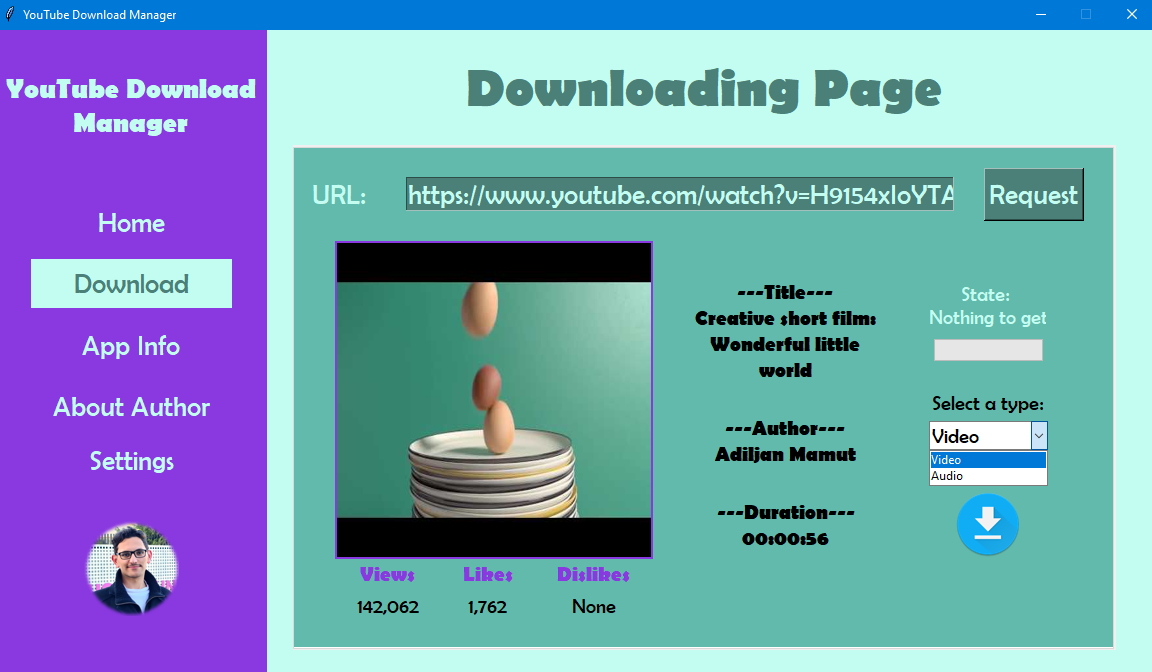 YouTube Download Manager
YouTube Download
Manager
Home
Download
App Info
About Author
Settings
Downloading Page
URL:
https://www.youtube.com/watch?v=H9154xIoYTA
Request
---Title---
Creative short film:
Wonderful little
world
---Author---
Adiljan Mamut
---Duration---
00:00:56
State:
Nothing to get
Select a type:
Video
Video
Audio
Views
Likes
Dislikes
142,062
1,762
None